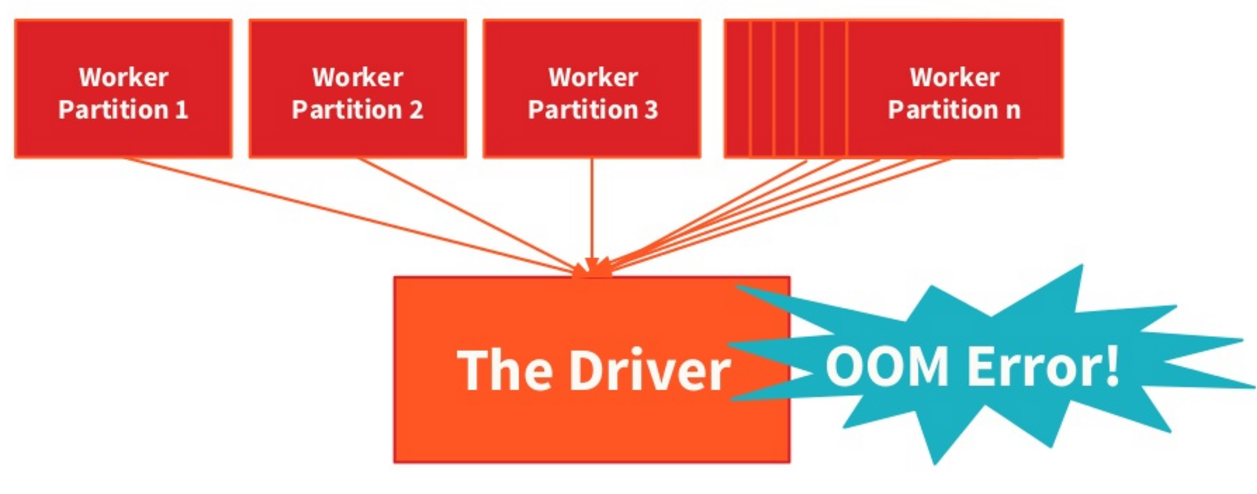 Worker
Partition 1
Worker
Partition 2
Worker
Partition 3
Worker
Partition n
The Driver
OOM Error!